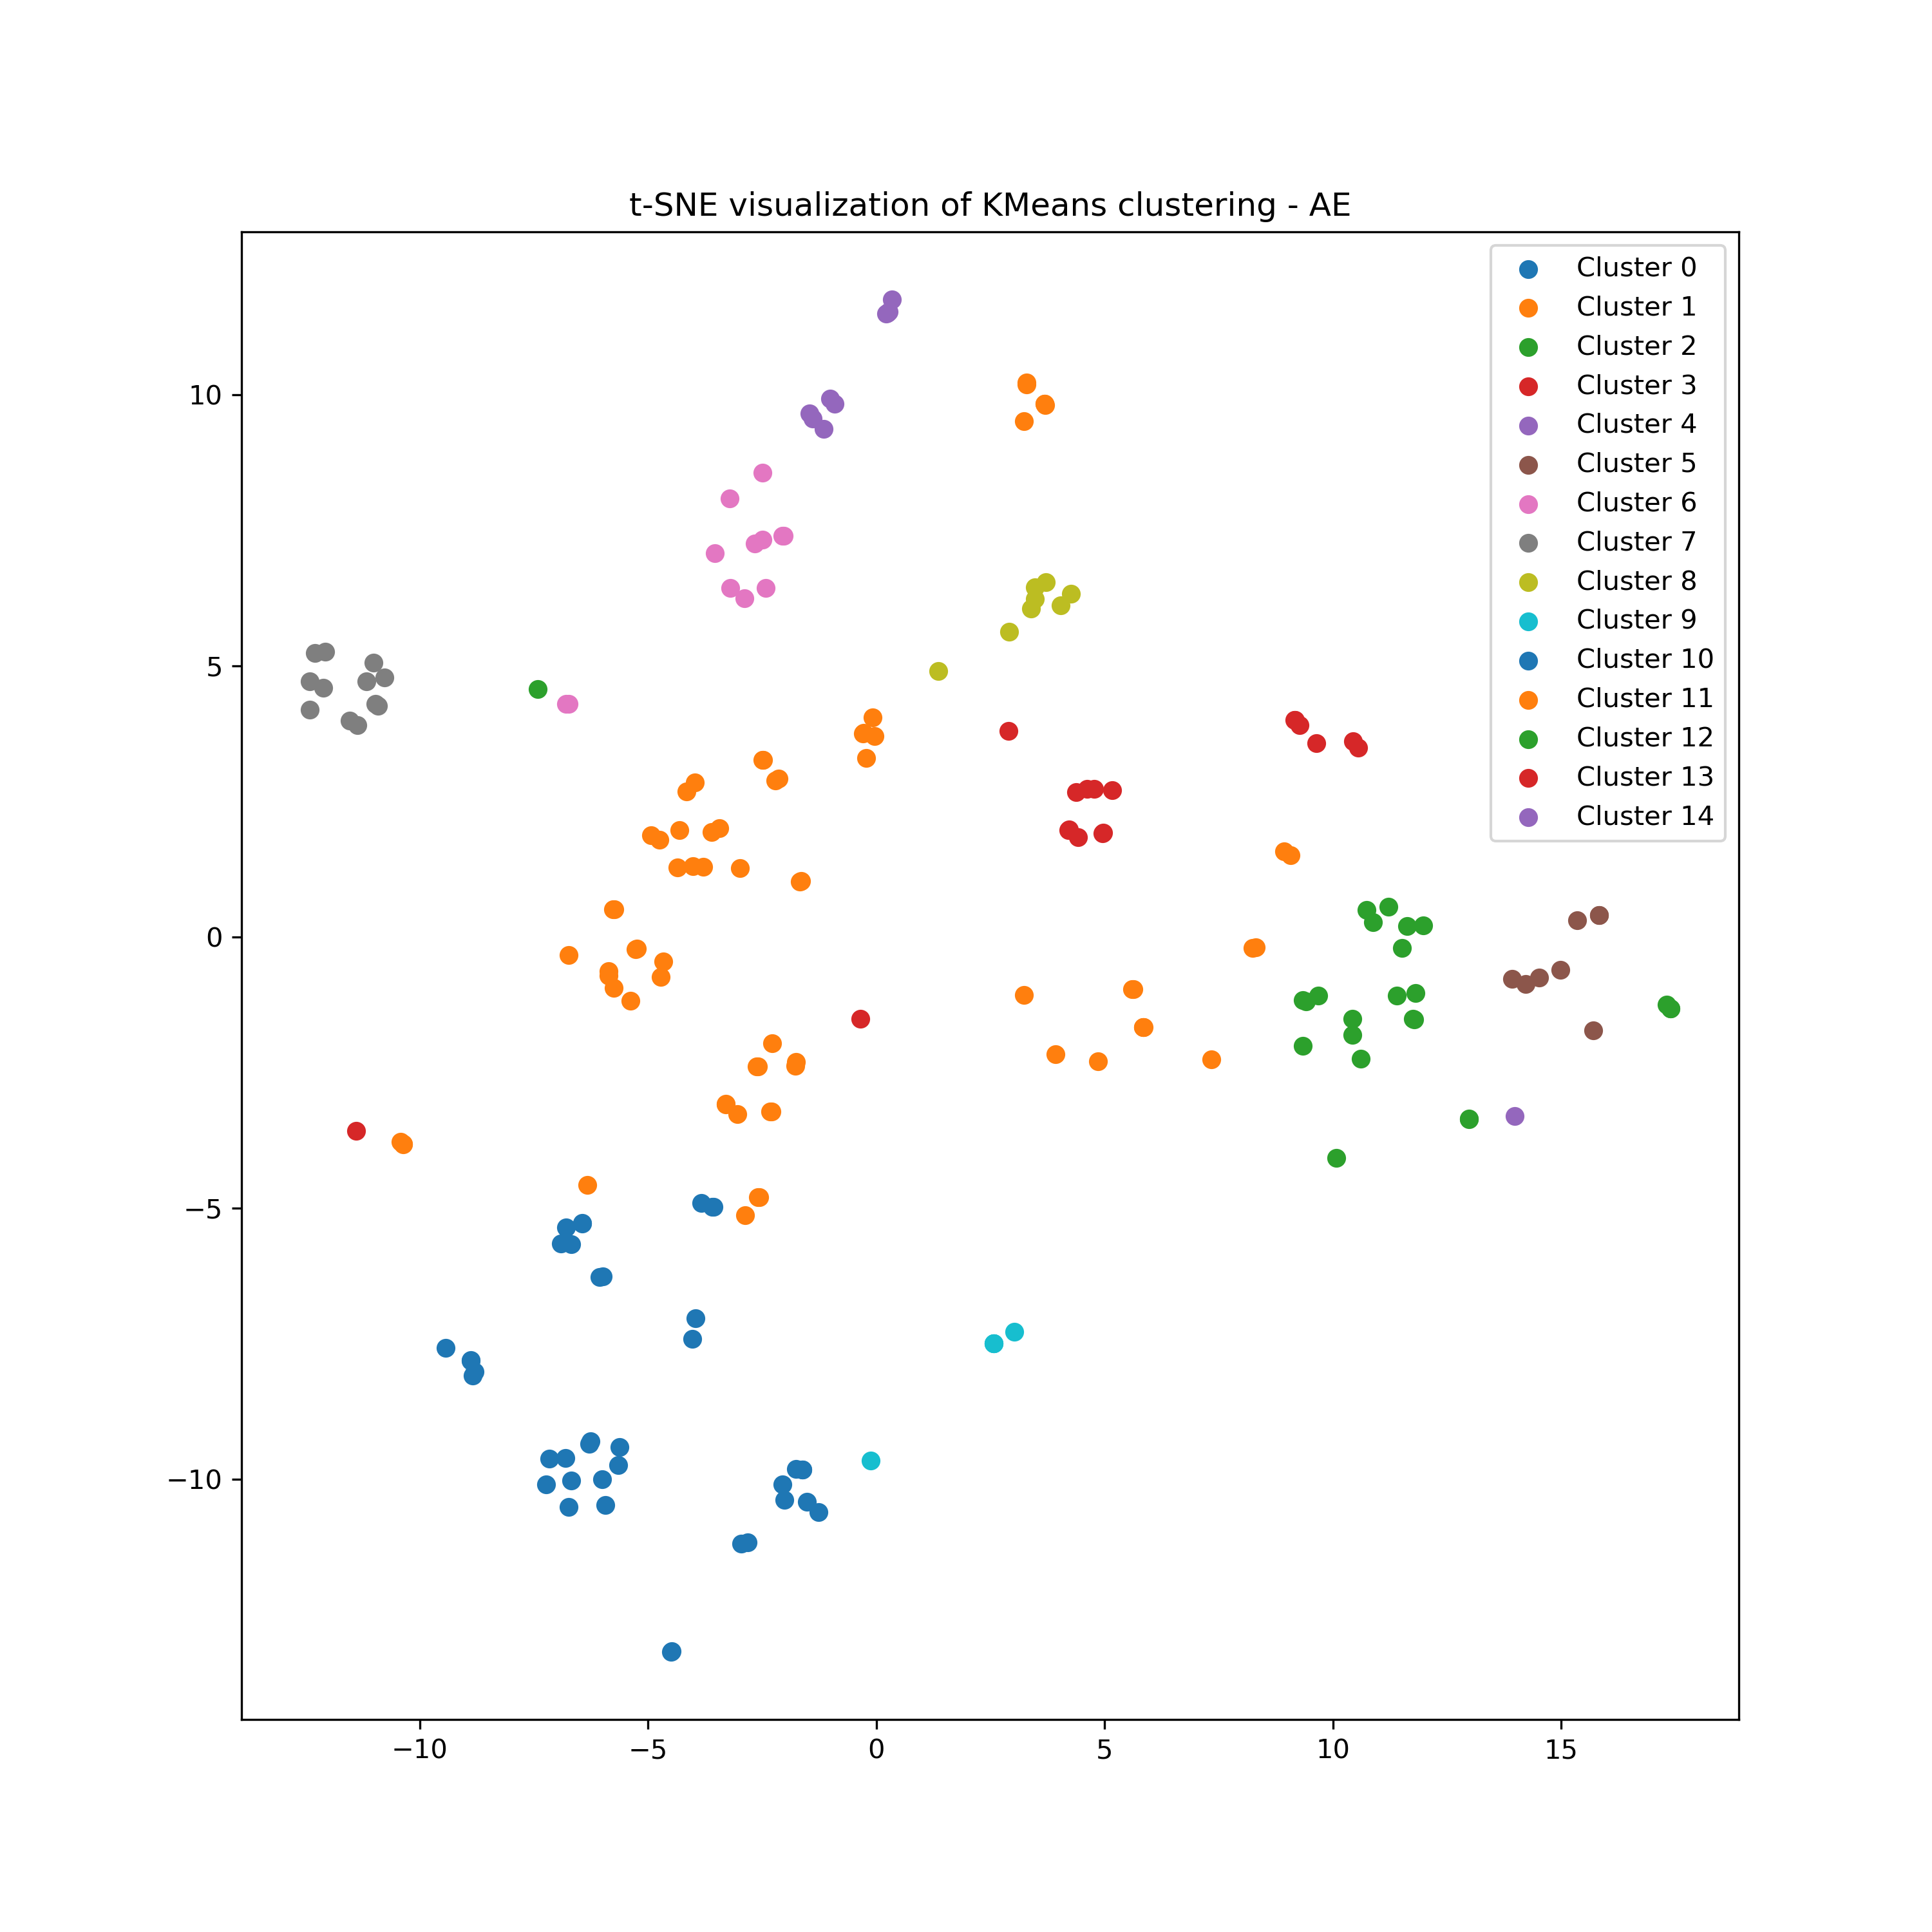 t-SNE visualization of KMeans clustering - AE
Cluster 0
Cluster 1
Cluster 2
Cluster 3
Cluster 4
Cluster 5
Cluster 6
Cluster 7
Cluster 8
Cluster 9
Cluster 10
Cluster 11
Cluster 12
Cluster 13
Cluster 14
10
5
0
−5
−10
−10 −5 0 5 10 15